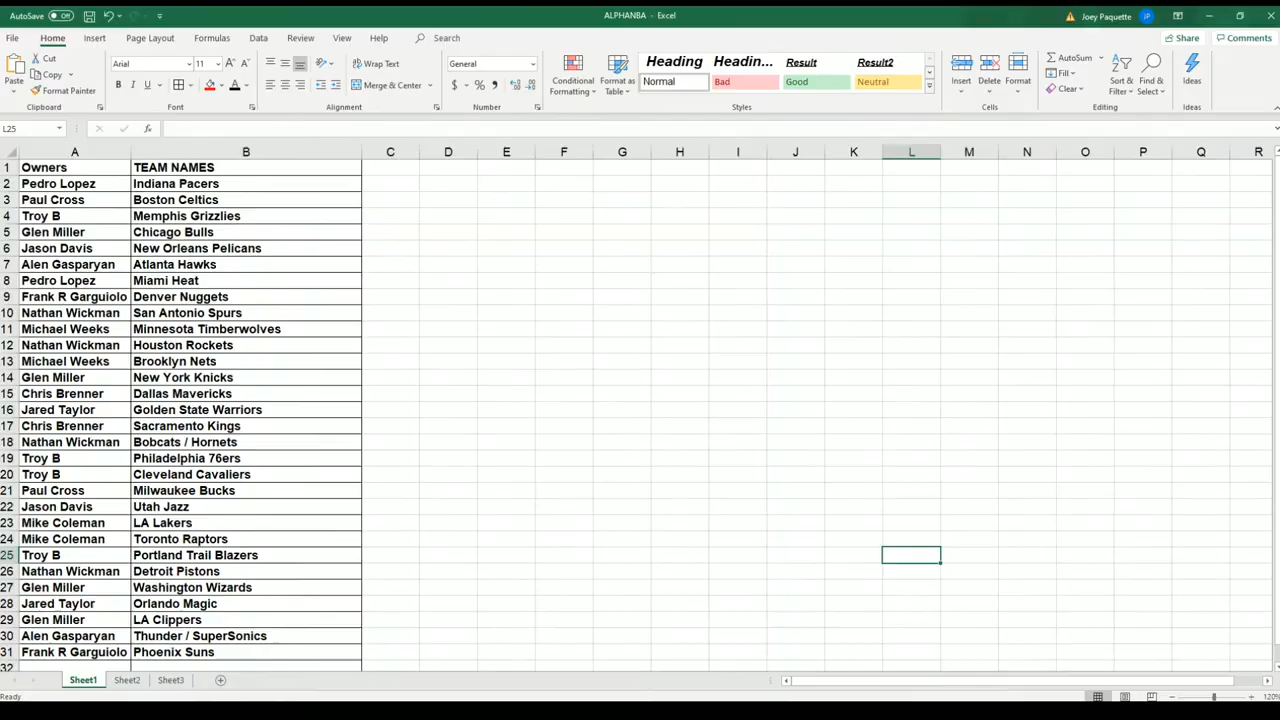 AutoSave Off ALPHANBA - Excel Joey Paquette JP
File Home Insert Page Layout Formulas Data Review View Help Search Share Comments
Paste Cut Copy Format Painter Clipboard
Arial 11 A A B I U A Font
Wrap Text Merge & Center Alignment
General $ % , Number
Conditional Formatting Format as Table
Heading Headin... Result Result2
Normal Bad Good Neutral
Styles
Insert Delete Format Cells
AutoSum Fill Clear Sort & Filter Find & Select Editing
Ideas Ideas
L25 fx
A B C D E F G H I J K L M N O P Q R
1 Owners TEAM NAMES
2 Pedro Lopez Indiana Pacers
3 Paul Cross Boston Celtics
4 Troy B Memphis Grizzlies
5 Glen Miller Chicago Bulls
6 Jason Davis New Orleans Pelicans
7 Alen Gasparyan Atlanta Hawks
8 Pedro Lopez Miami Heat
9 Frank R Garguiolo Denver Nuggets
10 Nathan Wickman San Antonio Spurs
11 Michael Weeks Minnesota Timberwolves
12 Nathan Wickman Houston Rockets
13 Michael Weeks Brooklyn Nets
14 Glen Miller New York Knicks
15 Chris Brenner Dallas Mavericks
16 Jared Taylor Golden State Warriors
17 Chris Brenner Sacramento Kings
18 Nathan Wickman Bobcats / Hornets
19 Troy B Philadelphia 76ers
20 Troy B Cleveland Cavaliers
21 Paul Cross Milwaukee Bucks
22 Jason Davis Utah Jazz
23 Mike Coleman LA Lakers
24 Mike Coleman Toronto Raptors
25 Troy B Portland Trail Blazers
26 Nathan Wickman Detroit Pistons
27 Glen Miller Washington Wizards
28 Jared Taylor Orlando Magic
29 Glen Miller LA Clippers
30 Alen Gasparyan Thunder / SuperSonics
31 Frank R Garguiolo Phoenix Suns
32
Sheet1 Sheet2 Sheet3
Ready 120%